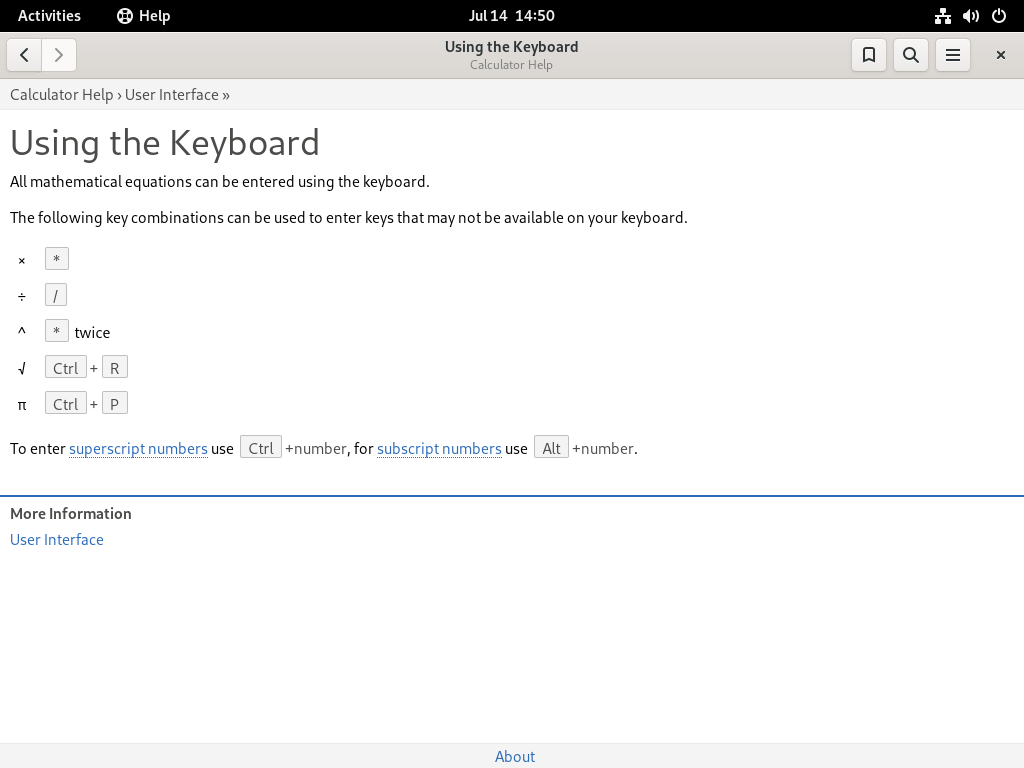 Activities Help Jul 14 14:50
Using the Keyboard
Calculator Help
Calculator Help › User Interface »
Using the Keyboard
All mathematical equations can be entered using the keyboard.
The following key combinations can be used to enter keys that may not be available on your keyboard.
× *
÷ /
^ * twice
√ Ctrl + R
π Ctrl + P
To enter superscript numbers use Ctrl +number, for subscript numbers use Alt +number.
More Information
User Interface
About